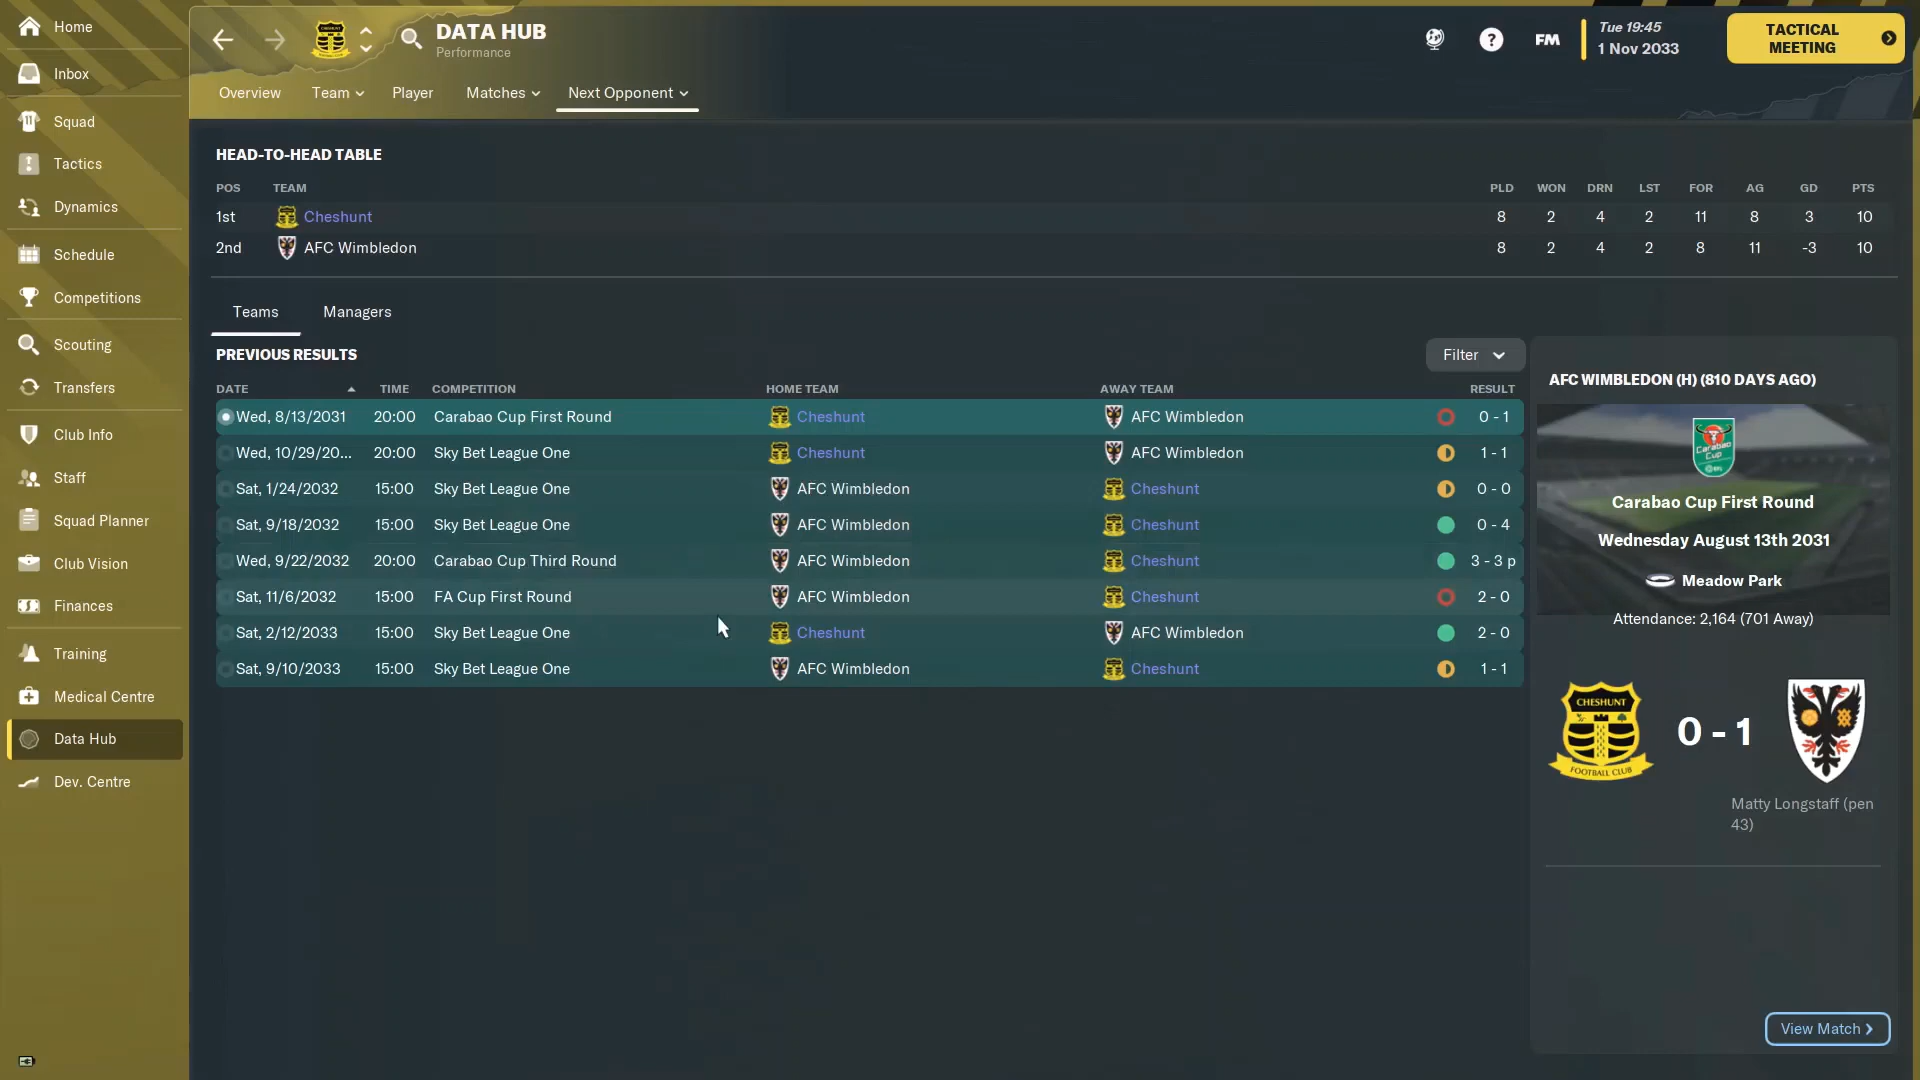 Home
Inbox
Squad
Tactics
Dynamics
Schedule
Competitions
Scouting
Transfers
Club Info
Staff
Squad Planner
Club Vision
Finances
Training
Medical Centre
Data Hub
Dev. Centre
DATA HUB
Performance
FM
Tue 19:45
1 Nov 2033
TACTICAL
MEETING
Overview Team Player Matches Next Opponent
HEAD-TO-HEAD TABLE
POS TEAM PLD WON DRN LST FOR AG GD PTS
1st Cheshunt 8 2 4 2 11 8 3 10
2nd AFC Wimbledon 8 2 4 2 8 11 -3 10
Teams Managers
PREVIOUS RESULTS Filter
DATE TIME COMPETITION HOME TEAM AWAY TEAM RESULT
Wed, 8/13/2031 20:00 Carabao Cup First Round Cheshunt AFC Wimbledon 0 - 1
Wed, 10/29/20... 20:00 Sky Bet League One Cheshunt AFC Wimbledon 1 - 1
Sat, 1/24/2032 15:00 Sky Bet League One AFC Wimbledon Cheshunt 0 - 0
Sat, 9/18/2032 15:00 Sky Bet League One AFC Wimbledon Cheshunt 0 - 4
Wed, 9/22/2032 20:00 Carabao Cup Third Round AFC Wimbledon Cheshunt 3 - 3 p
Sat, 11/6/2032 15:00 FA Cup First Round AFC Wimbledon Cheshunt 2 - 0
Sat, 2/12/2033 15:00 Sky Bet League One Cheshunt AFC Wimbledon 2 - 0
Sat, 9/10/2033 15:00 Sky Bet League One AFC Wimbledon Cheshunt 1 - 1
AFC WIMBLEDON (H) (810 DAYS AGO)
Carabao
Cup
EFL
Carabao Cup First Round
Wednesday August 13th 2031
Meadow Park
Attendance: 2,164 (701 Away)
CHESHUNT
FOOTBALL CLUB
0 - 1
Matty Longstaff (pen
43)
View Match